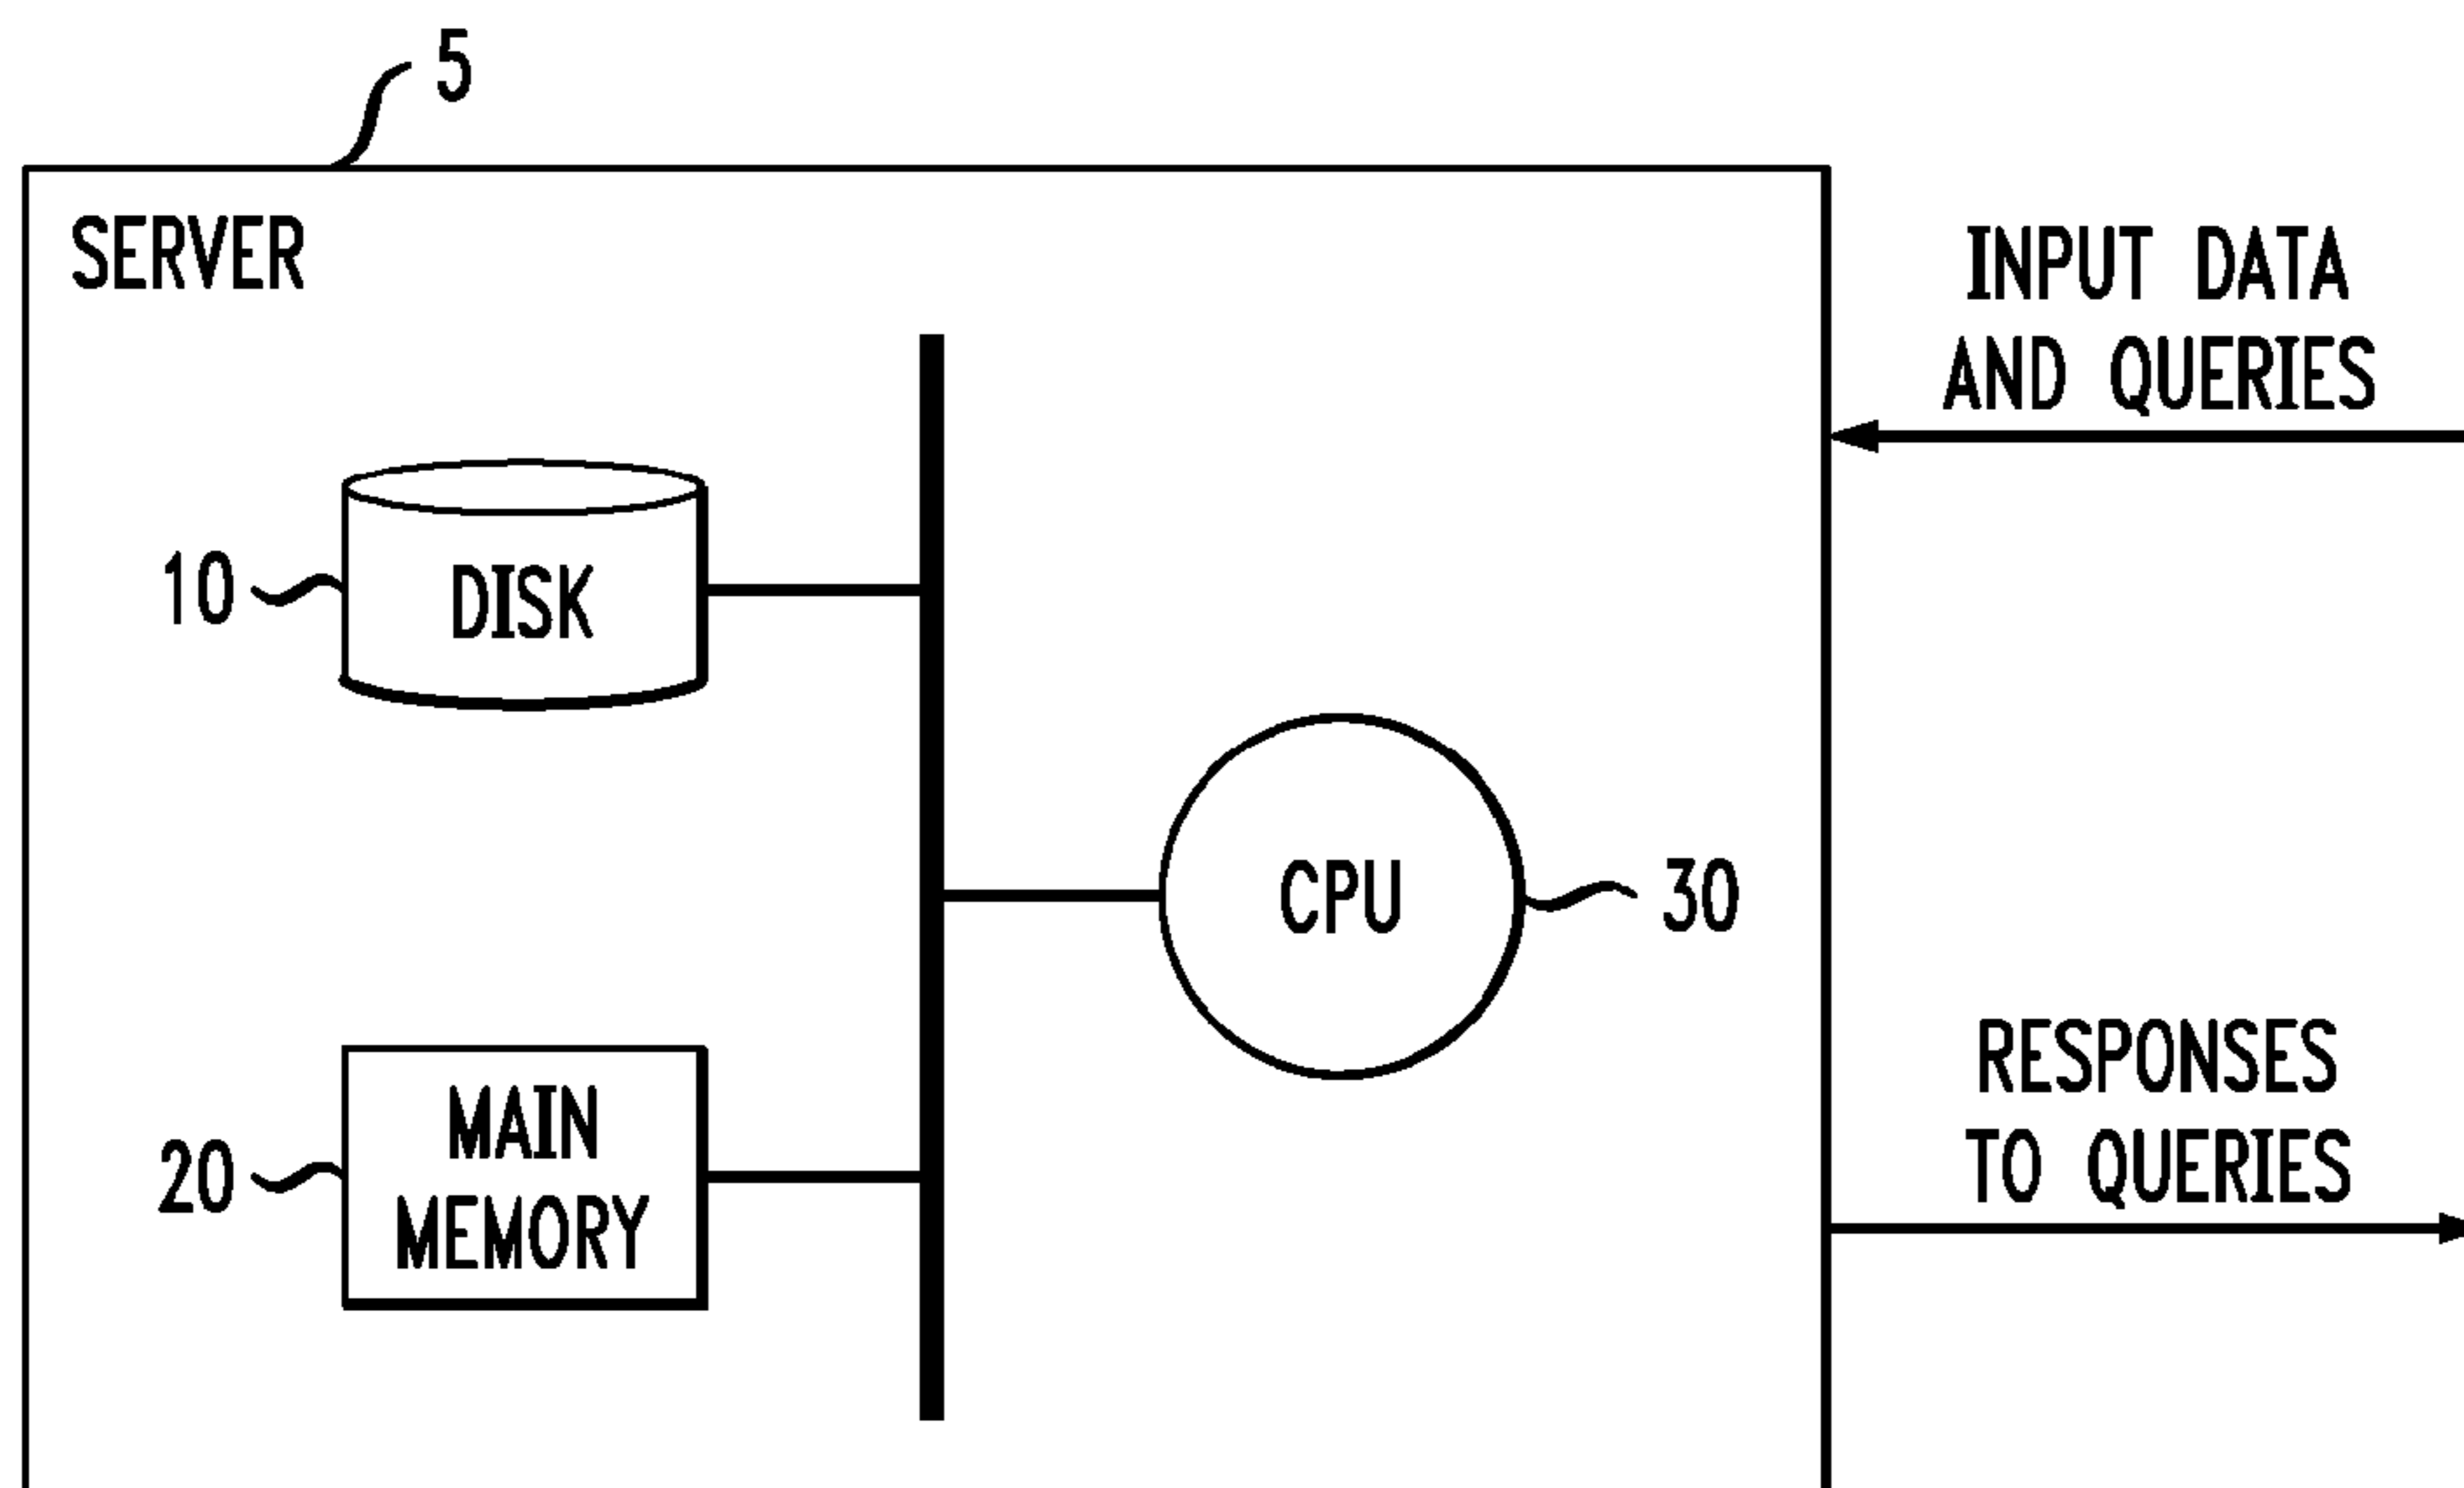 5
SERVER
INPUT DATA
AND QUERIES
10
DISK
CPU
30
RESPONSES
TO QUERIES
20
MAIN
MEMORY